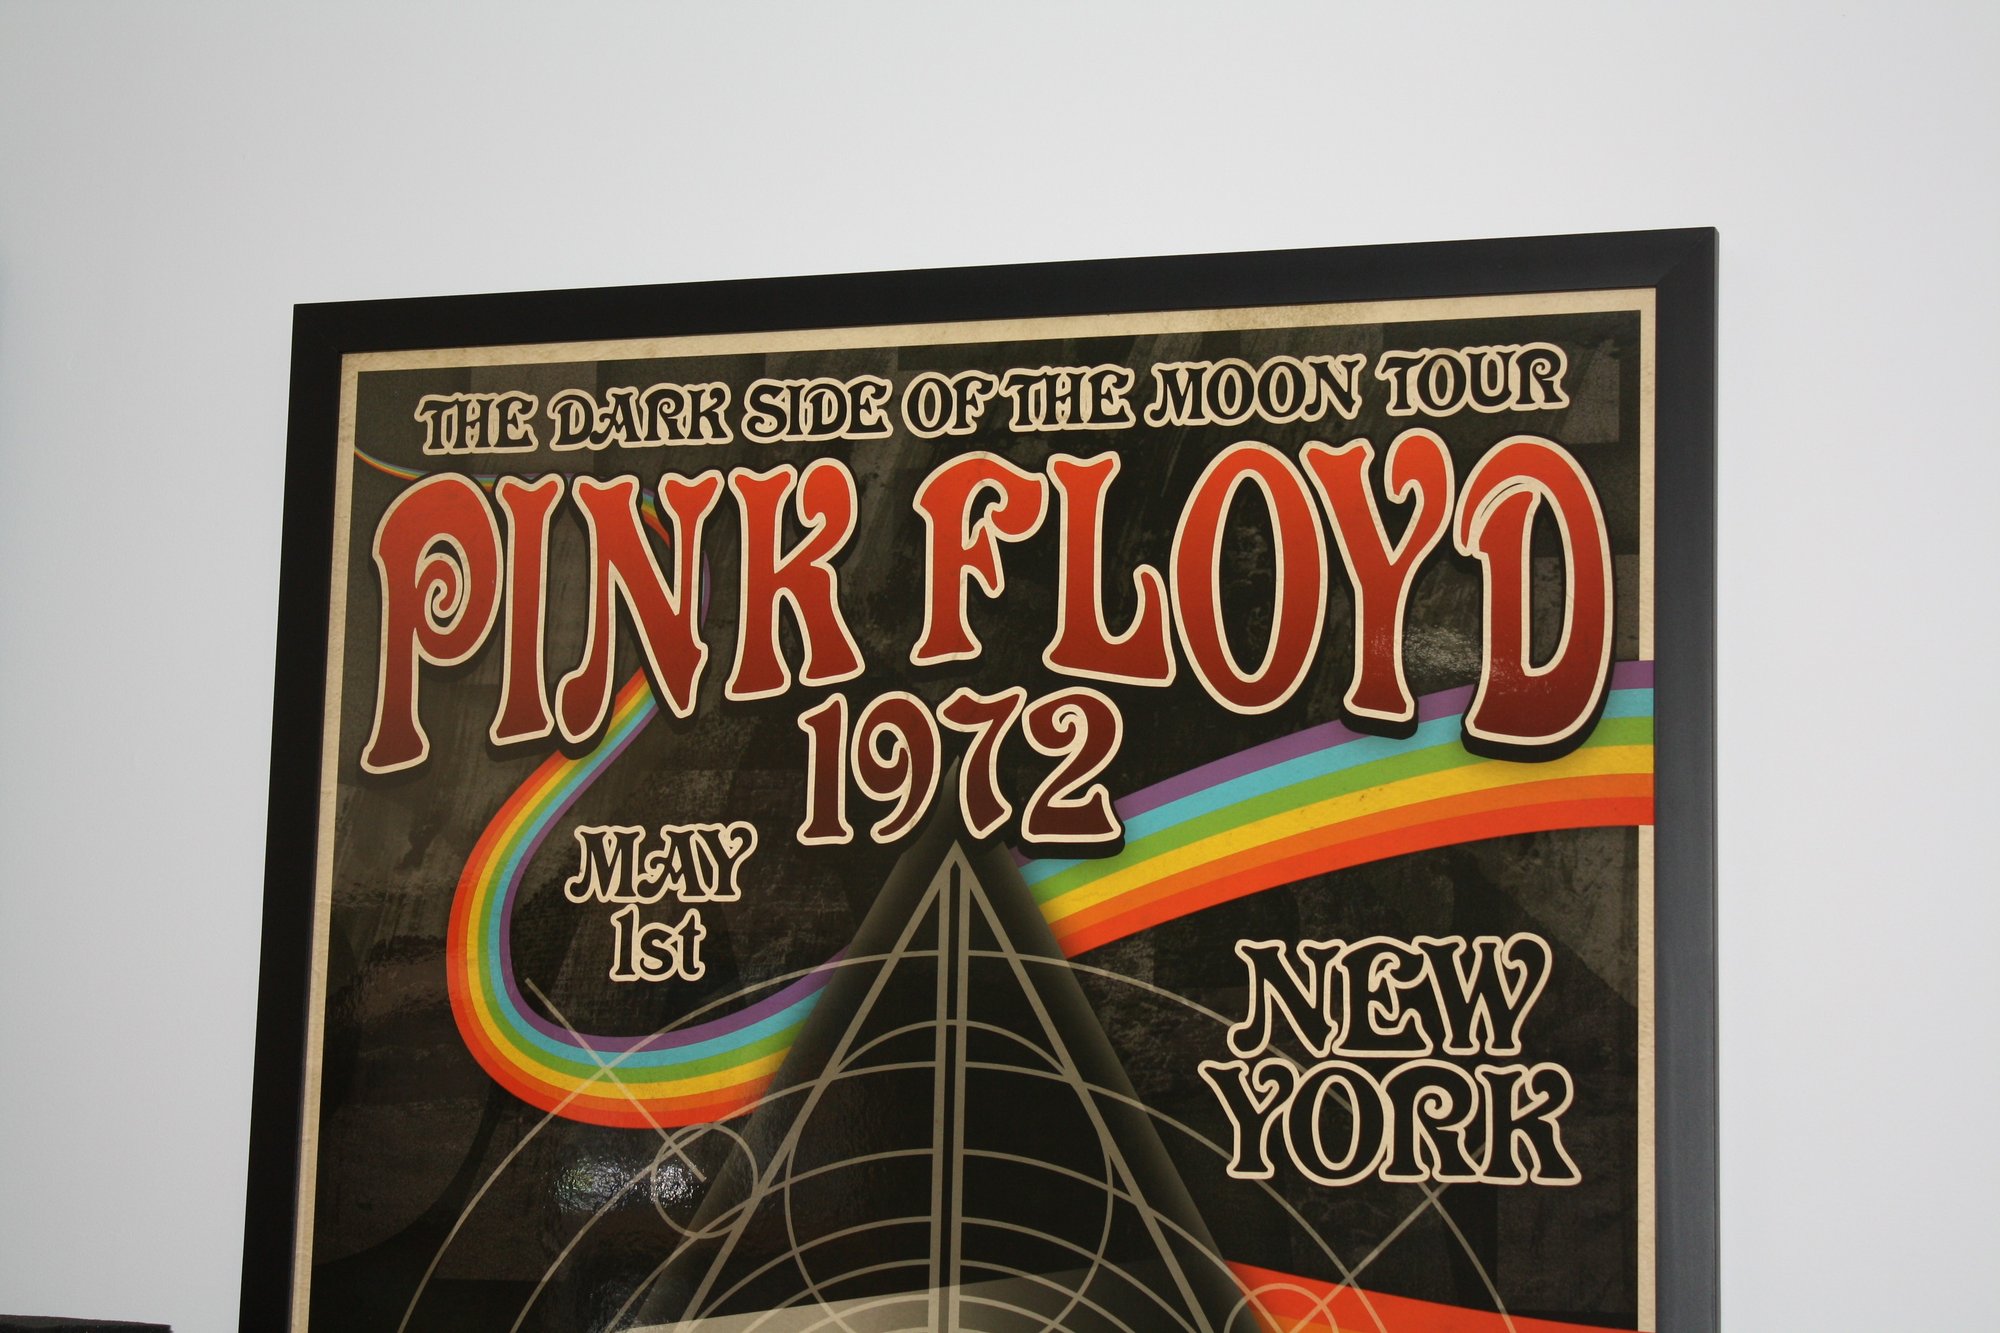 THE DARK SIDE OF THE MOON TOUR
PINK FLOYD
1972
MAY
1st
NEW
YORK